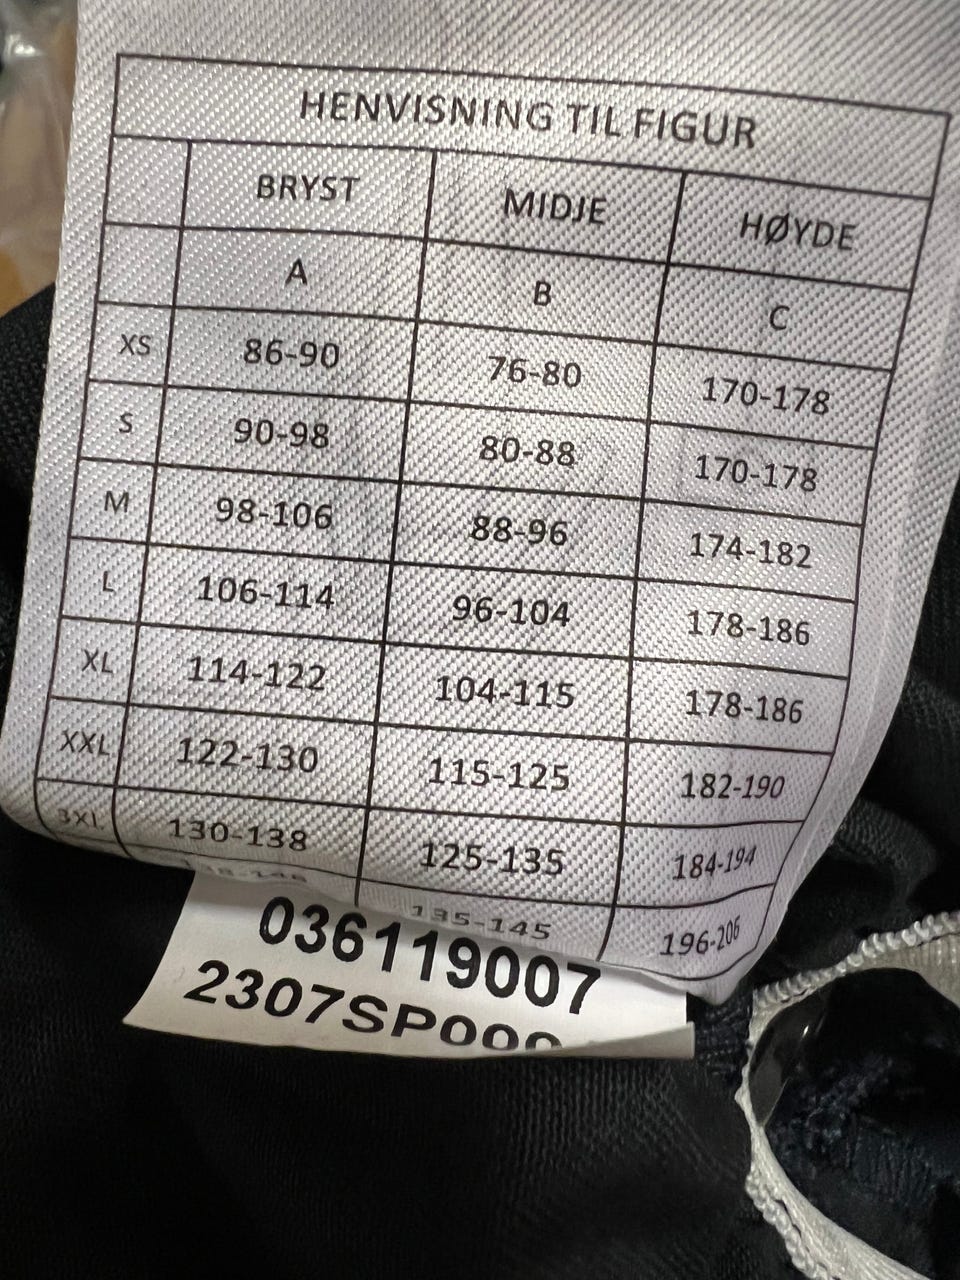 HENVISNING TIL FIGUR
BRYST MIDJE HØYDE
A B C
XS 86-90 76-80 170-178
S 90-98 80-88 170-178
M 98-106 88-96 174-182
L 106-114 96-104 178-186
XL 114-122 104-115 178-186
XXL 122-130 115-125 182-190
3XL 130-138 125-135 184-194
135-145 196-206
036119007
2307SP000